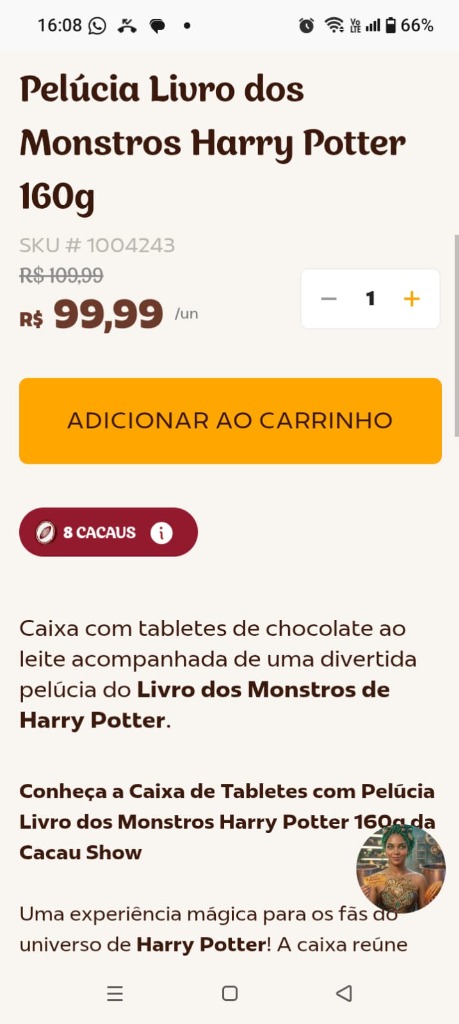 16:08 Vo LTE 66%
Pelúcia Livro dos
Monstros Harry Potter
160g
SKU # 1004243
R$ 109,99
R$ 99,99 /un
− 1 +
ADICIONAR AO CARRINHO
8 CACAUS i
Caixa com tabletes de chocolate ao
leite acompanhada de uma divertida
pelúcia do Livro dos Monstros de
Harry Potter.
Conheça a Caixa de Tabletes com Pelúcia
Livro dos Monstros Harry Potter 160g da
Cacau Show
Uma experiência mágica para os fãs do
universo de Harry Potter! A caixa reúne